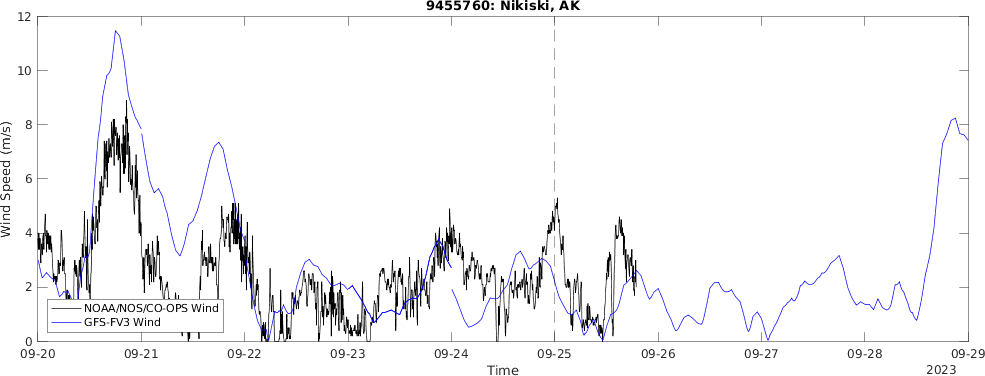 9455760: Nikiski, AK
12
10
8
6
4
2
0
Wind Speed (m/s)
NOAA/NOS/CO-OPS Wind
GFS-FV3 Wind
09-20 09-21 09-22 09-23 09-24 09-25 09-26 09-27 09-28 09-29
Time
2023